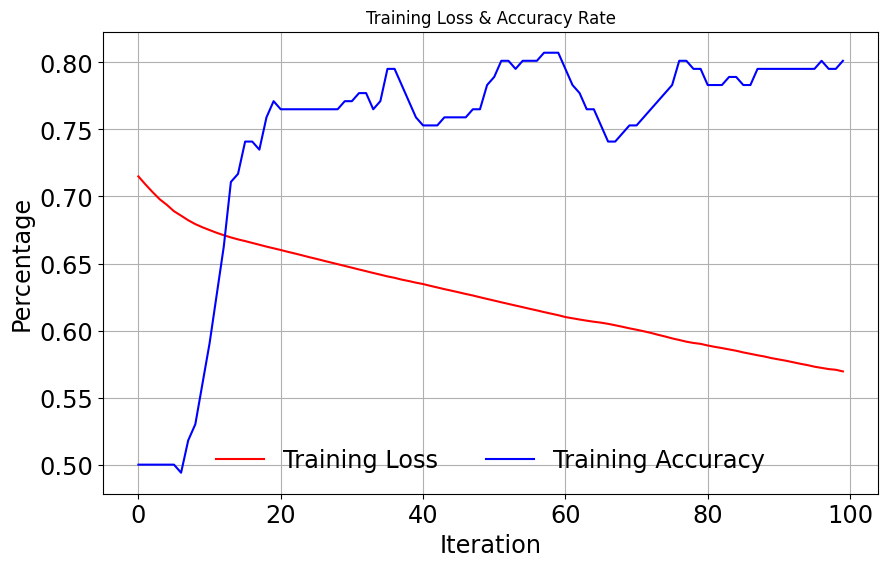 Training Loss & Accuracy Rate
Percentage
0.80
0.75
0.70
0.65
0.60
0.55
0.50
Training Loss Training Accuracy
0 20 40 60 80 100
Iteration